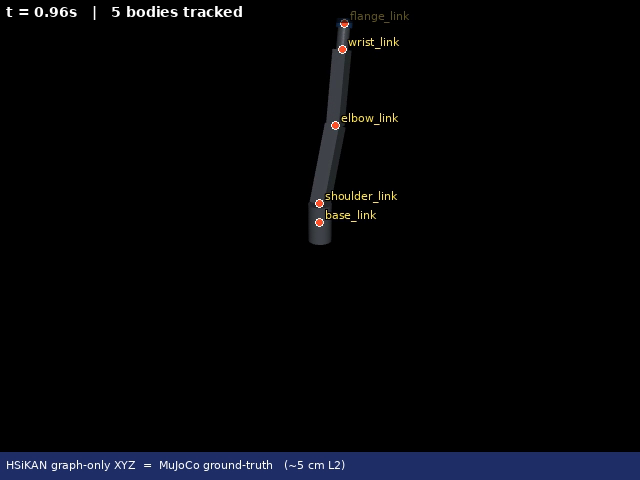 t = 0.96s   |   5 bodies tracked
flange_link
wrist_link
elbow_link
shoulder_link
base_link
HSiKAN graph-only XYZ  =  MuJoCo ground-truth   (~5 cm L2)